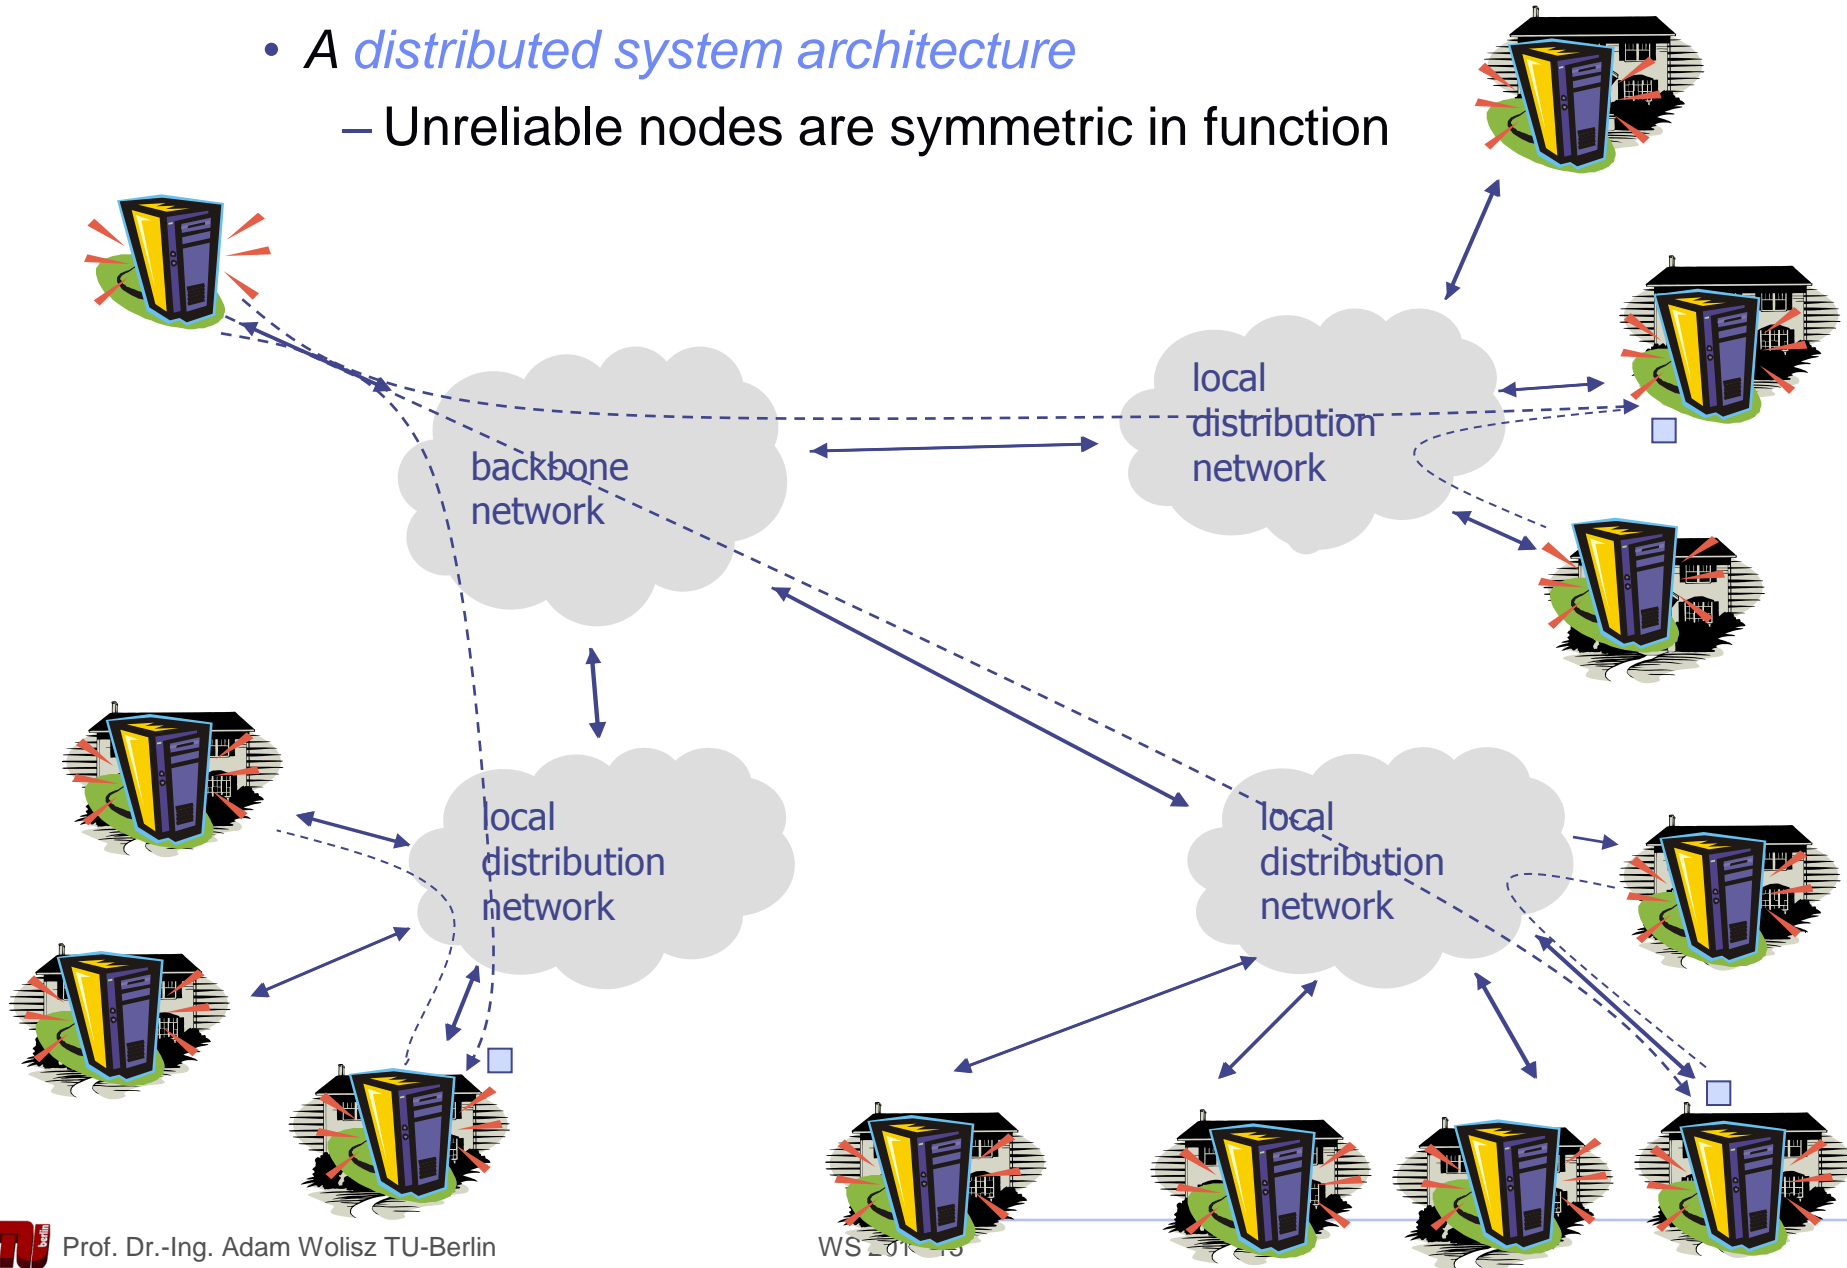 • A distributed system architecture
– Unreliable nodes are symmetric in function
local
distribution
network
backbone
network
local
distribution
network
local
distribution
network
berlin
Prof. Dr.-Ing. Adam Wolisz TU-Berlin
WS